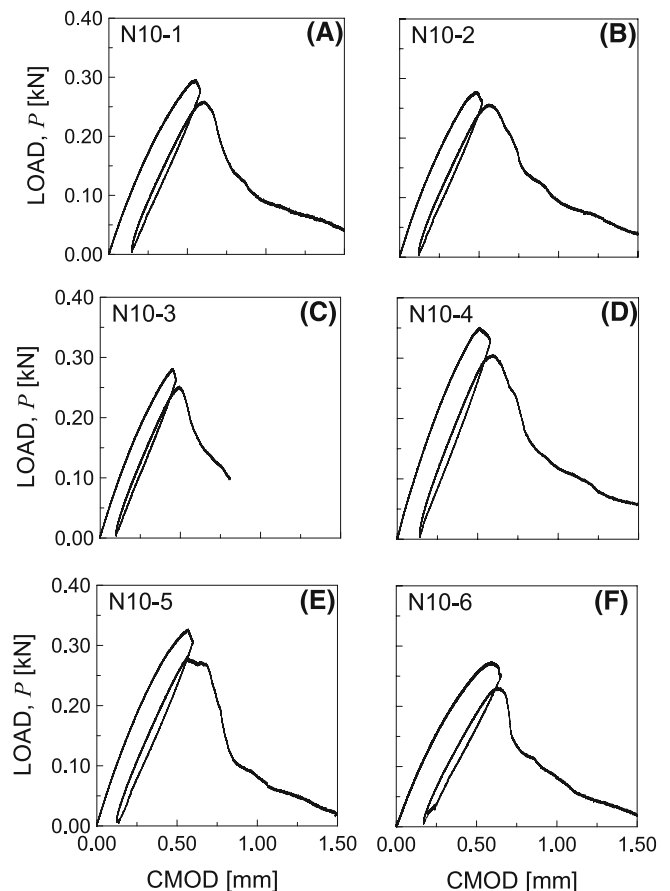 N10-1 (A)
N10-2 (B)
LOAD, P [kN]
0.40
0.30
0.20
0.10
0.00
N10-3 (C)
N10-4 (D)
LOAD, P [kN]
0.40
0.30
0.20
0.10
0.00
N10-5 (E)
N10-6 (F)
LOAD, P [kN]
0.40
0.30
0.20
0.10
0.00
0.00 0.50 1.00 1.50
0.00 0.50 1.00 1.50
CMOD [mm]
CMOD [mm]